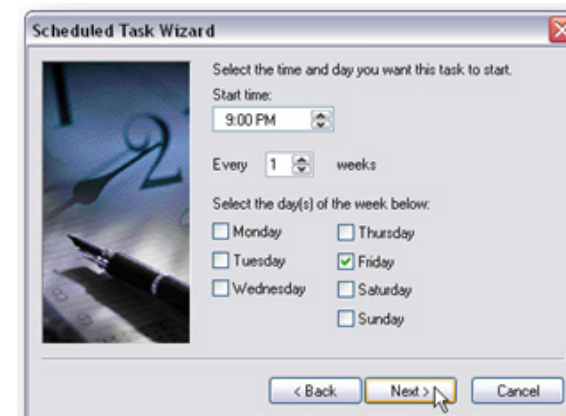 Scheduled Task Wizard
Select the time and day you want this task to start.
Start time:
9:00 PM
Every 1 weeks
Select the day(s) of the week below:
Monday Thursday
Tuesday Friday
Wednesday Saturday
Sunday
< Back Next > Cancel
2